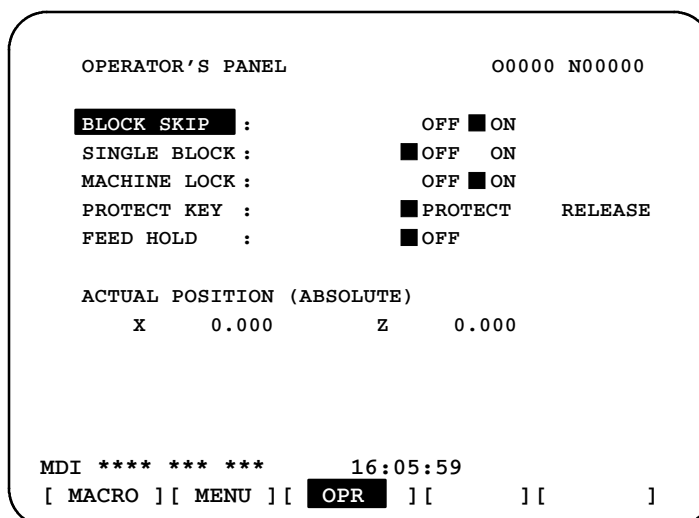 OPERATOR'S PANEL O0000 N00000
BLOCK SKIP : OFF ■ ON
SINGLE BLOCK : ■ OFF ON
MACHINE LOCK : OFF ■ ON
PROTECT KEY : ■ PROTECT RELEASE
FEED HOLD : ■ OFF
ACTUAL POSITION (ABSOLUTE)
X 0.000 Z 0.000
MDI **** *** *** 16:05:59
[ MACRO ][ MENU ][ OPR ][ ][ ]